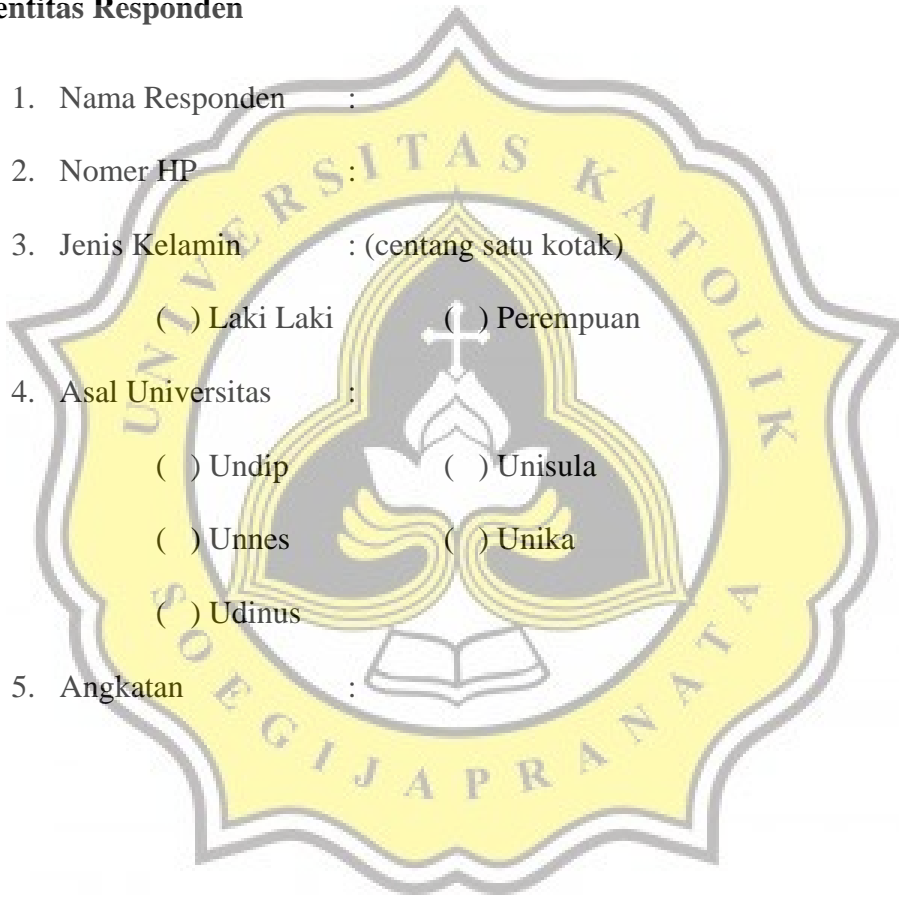 entitas Responden
1. Nama Responden :
2. Nomer HP :
3. Jenis Kelamin : (centang satu kotak)
( ) Laki Laki ( ) Perempuan
4. Asal Universitas :
( ) Undip ( ) Unisula
( ) Unnes ( ) Unika
( ) Udinus
5. Angkatan :
UNIVERSITAS KATOLIK
SOEGIJAPRANATA